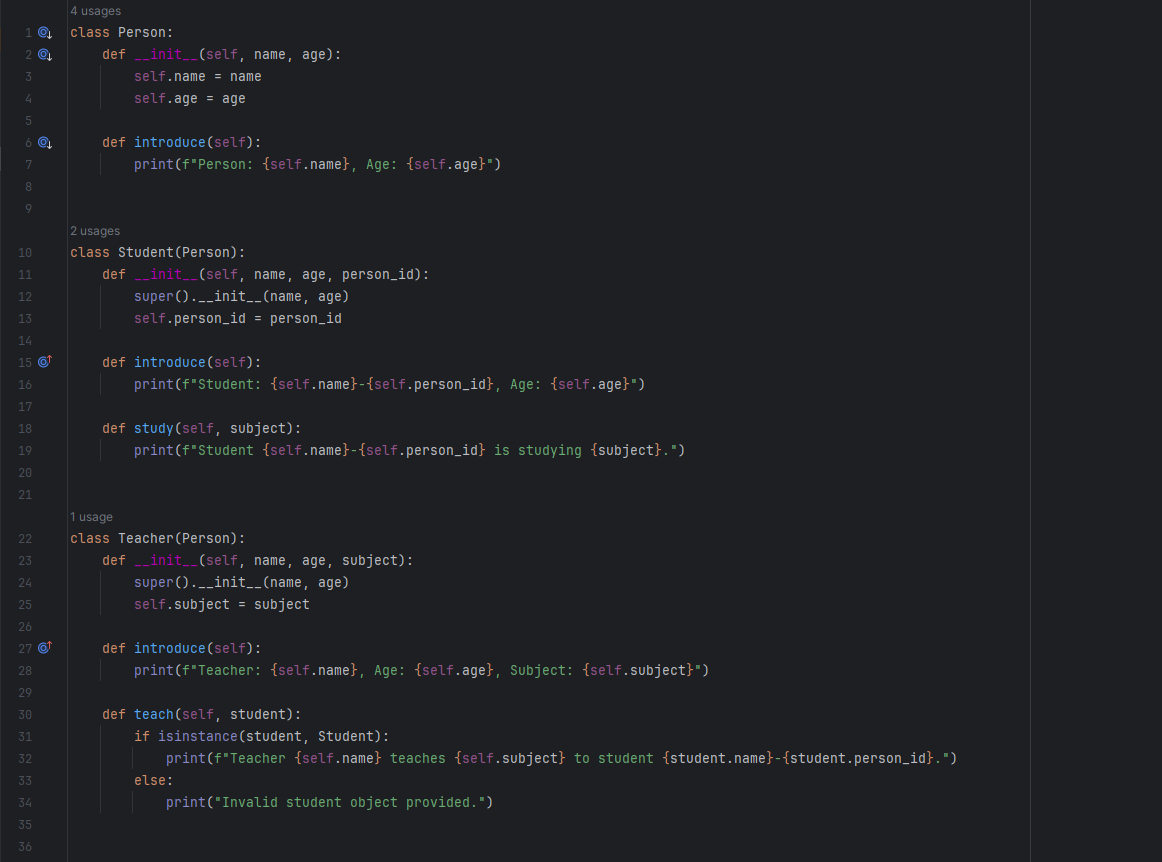 4 usages
1 class Person:
2     def __init__(self, name, age):
3         self.name = name
4         self.age = age
5
6     def introduce(self):
7         print(f"Person: {self.name}, Age: {self.age}")
8
9
2 usages
10 class Student(Person):
11     def __init__(self, name, age, person_id):
12         super().__init__(name, age)
13         self.person_id = person_id
14
15     def introduce(self):
16         print(f"Student: {self.name}-{self.person_id}, Age: {self.age}")
17
18     def study(self, subject):
19         print(f"Student {self.name}-{self.person_id} is studying {subject}.")
20
21
1 usage
22 class Teacher(Person):
23     def __init__(self, name, age, subject):
24         super().__init__(name, age)
25         self.subject = subject
26
27     def introduce(self):
28         print(f"Teacher: {self.name}, Age: {self.age}, Subject: {self.subject}")
29
30     def teach(self, student):
31         if isinstance(student, Student):
32             print(f"Teacher {self.name} teaches {self.subject} to student {student.name}-{student.person_id}.")
33         else:
34             print("Invalid student object provided.")
35
36